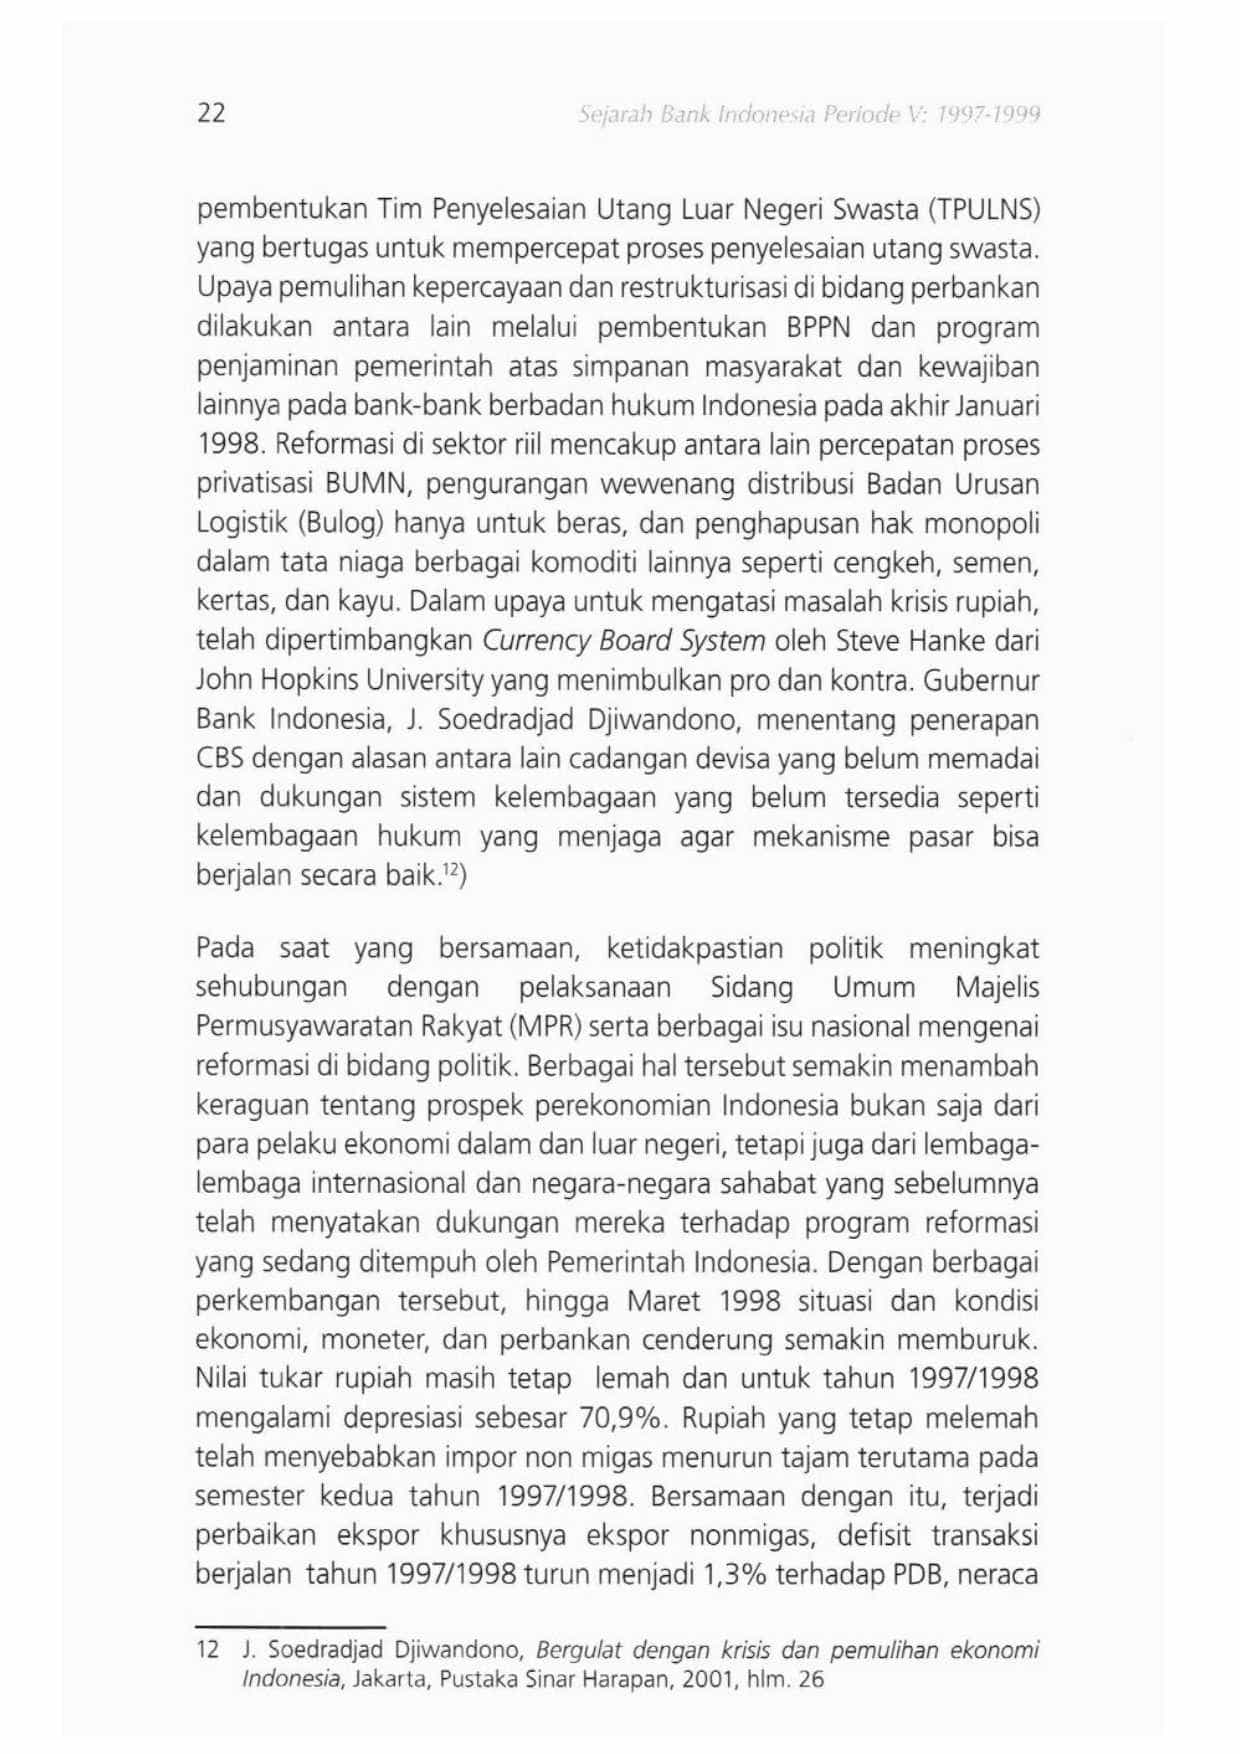 22
Sejarah Bank Indonesia Periode V: 1997-1999
pembentukan Tim Penyelesaian Utang Luar Negeri Swasta (TPULNS)
yang bertugas untuk mempercepat proses penyelesaian utang swasta.
Upaya pemulihan kepercayaan dan restrukturisasi di bidang perbankan
dilakukan antara lain melalui pembentukan BPPN dan program
penjaminan pemerintah atas simpanan masyarakat dan kewajiban
lainnya pada bank-bank berbadan hukum Indonesia pada akhir Januari
1998. Reformasi di sektor riil mencakup antara lain percepatan proses
privatisasi BUMN, pengurangan wewenang distribusi Badan Urusan
Logistik (Bulog) hanya untuk beras, dan penghapusan hak monopoli
dalam tata niaga berbagai komoditi lainnya seperti cengkeh, semen,
kertas, dan kayu. Dalam upaya untuk mengatasi masalah krisis rupiah,
telah dipertimbangkan Currency Board System oleh Steve Hanke dari
John Hopkins University yang menimbulkan pro dan kontra. Gubernur
Bank Indonesia, J. Soedradjad Djiwandono, menentang penerapan
CBS dengan alasan antara lain cadangan devisa yang belum memadai
dan dukungan sistem kelembagaan yang belum tersedia seperti
kelembagaan hukum yang menjaga agar mekanisme pasar bisa
berjalan secara baik.12)
Pada saat yang bersamaan, ketidakpastian politik meningkat
sehubungan dengan pelaksanaan Sidang Umum Majelis
Permusyawaratan Rakyat (MPR) serta berbagai isu nasional mengenai
reformasi di bidang politik. Berbagai hal tersebut semakin menambah
keraguan tentang prospek perekonomian Indonesia bukan saja dari
para pelaku ekonomi dalam dan luar negeri, tetapi juga dari lembaga-
lembaga internasional dan negara-negara sahabat yang sebelumnya
telah menyatakan dukungan mereka terhadap program reformasi
yang sedang ditempuh oleh Pemerintah Indonesia. Dengan berbagai
perkembangan tersebut, hingga Maret 1998 situasi dan kondisi
ekonomi, moneter, dan perbankan cenderung semakin memburuk.
Nilai tukar rupiah masih tetap lemah dan untuk tahun 1997/1998
mengalami depresiasi sebesar 70,9%. Rupiah yang tetap melemah
telah menyebabkan impor non migas menurun tajam terutama pada
semester kedua tahun 1997/1998. Bersamaan dengan itu, terjadi
perbaikan ekspor khususnya ekspor nonmigas, defisit transaksi
berjalan tahun 1997/1998 turun menjadi 1,3% terhadap PDB, neraca
12 J. Soedradjad Djiwandono, Bergulat dengan krisis dan pemulihan ekonomi
Indonesia, Jakarta, Pustaka Sinar Harapan, 2001, hlm. 26